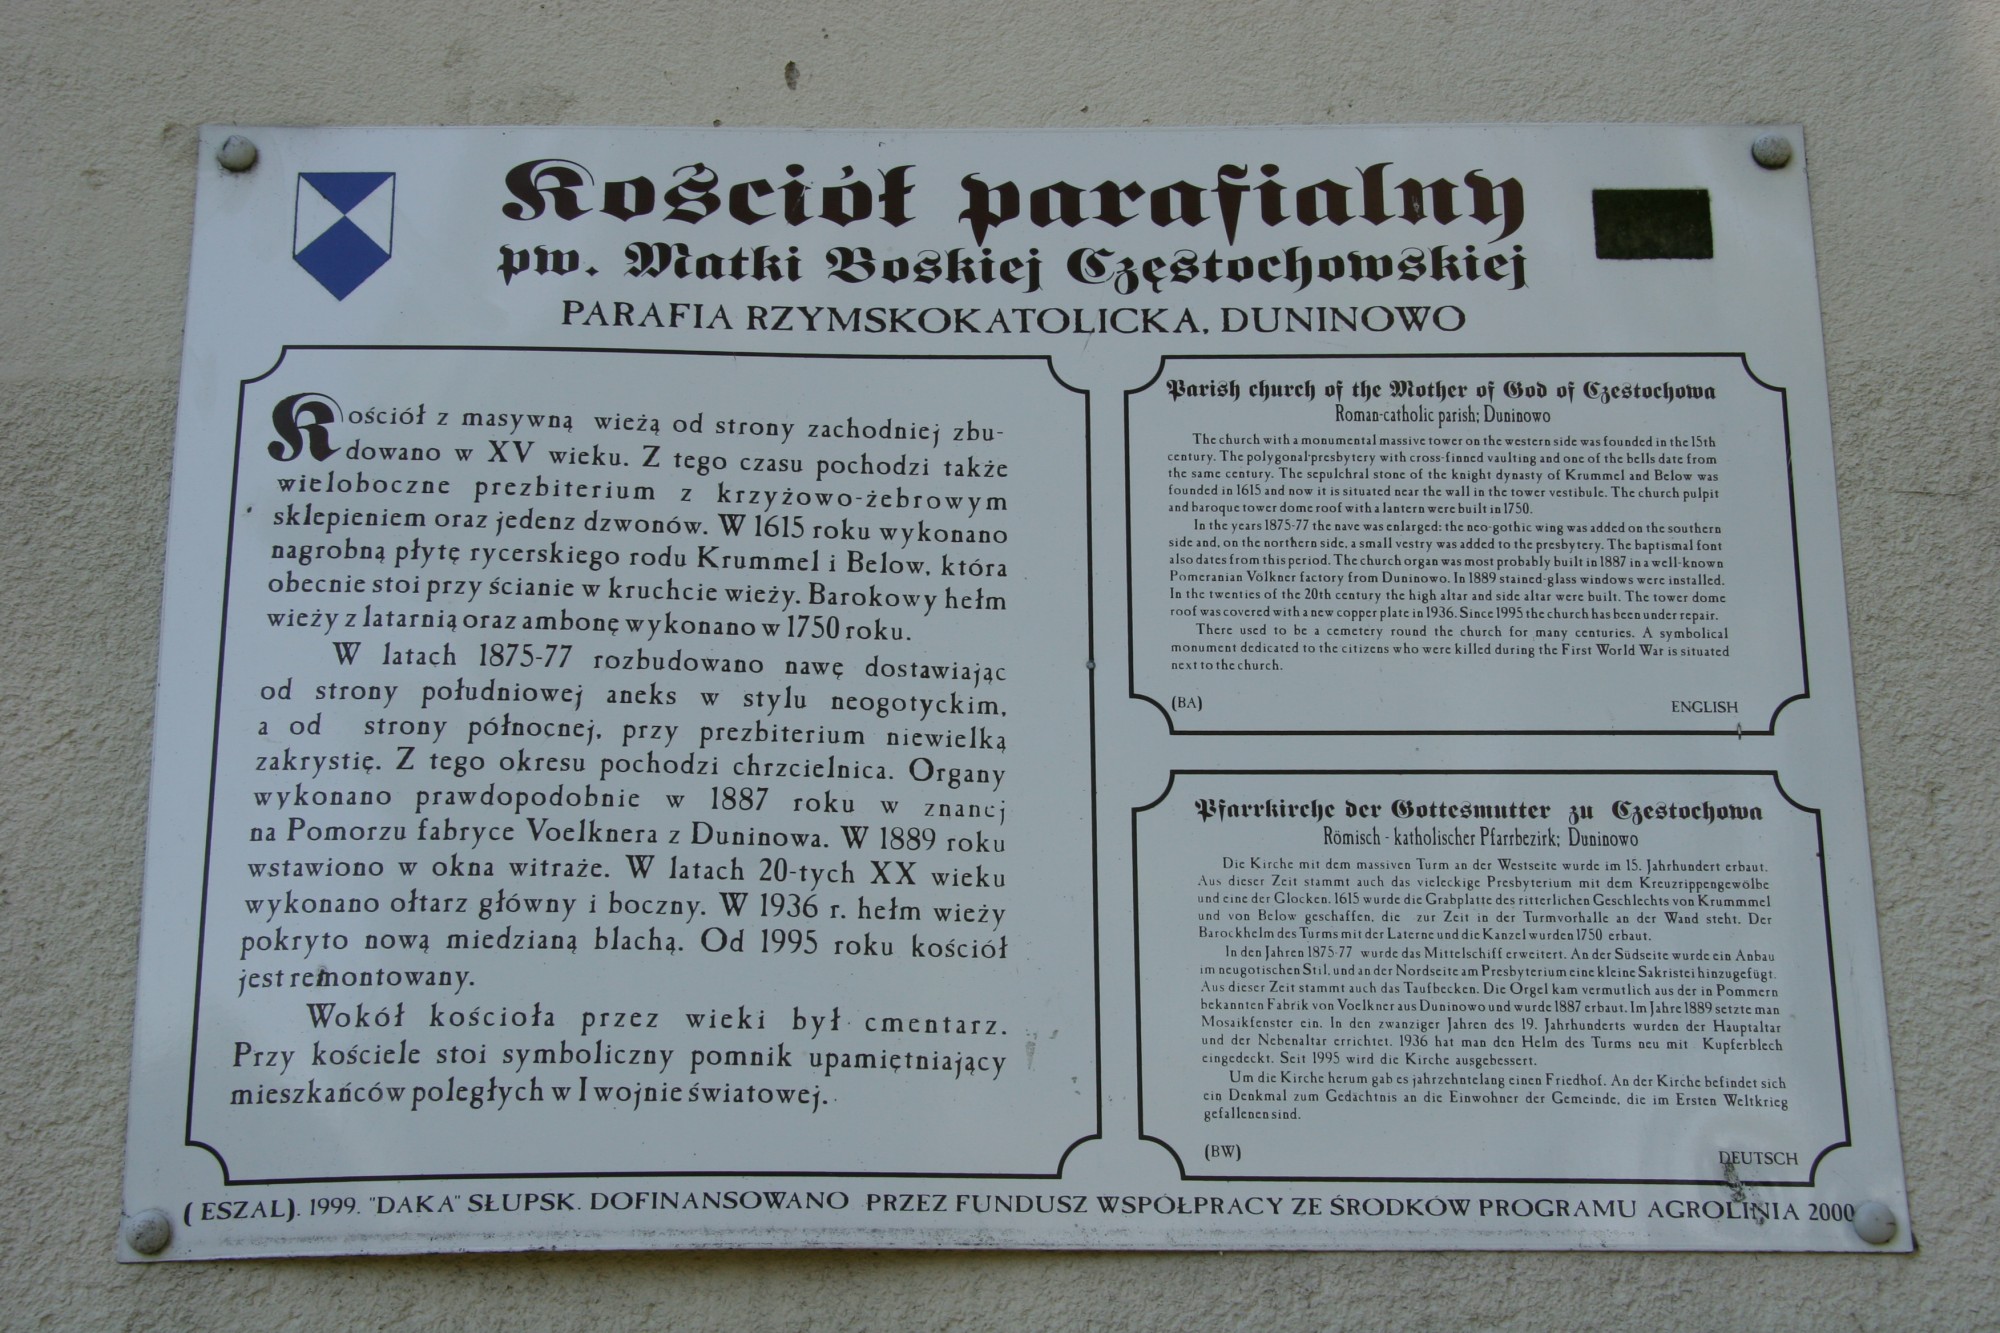 Kościół parafialny
pw. Matki Boskiej Częstochowskiej
PARAFIA RZYMSKOKATOLICKA, DUNINOWO
Kościół z masywną wieżą od strony zachodniej zbu-
dowano w XV wieku. Z tego czasu pochodzi także
wieloboczne prezbiterium z krzyżowo-żebrowym
sklepieniem oraz jedenz dzwonów. W 1615 roku wykonano
nagrobną płytę rycerskiego rodu Krummel i Below, która
obecnie stoi przy ścianie w kruchcie wieży. Barokowy hełm
wieży z latarnią oraz ambonę wykonano w 1750 roku.
W latach 1875-77 rozbudowano nawę dostawiając
od strony południowej aneks w stylu neogotyckim,
a od strony północnej, przy prezbiterium niewielką
zakrystię. Z tego okresu pochodzi chrzcielnica. Organy
wykonano prawdopodobnie w 1887 roku w znanej
na Pomorzu fabryce Voelknera z Duninowa. W 1889 roku
wstawiono w okna witraże. W latach 20-tych XX wieku
wykonano ołtarz główny i boczny. W 1936 r. hełm wieży
pokryto nową miedzianą blachą. Od 1995 roku kościół
jest remontowany.
Wokół kościoła przez wieki był cmentarz.
Przy kościele stoi symboliczny pomnik upamiętniający
mieszkańców poległych w I wojnie światowej.
Parish church of the Mother of God of Czestochowa
Roman-catholic parish; Duninowo
The church with a monumental massive tower on the western side was founded in the 15th
century. The polygonal presbytery with cross-finned vaulting and one of the bells date from
the same century. The sepulchral stone of the knight dynasty of Krummel and Below was
founded in 1615 and now it is situated near the wall in the tower vestibule. The church pulpit
and baroque tower dome roof with a lantern were built in 1750.
In the years 1875-77 the nave was enlarged: the neo-gothic wing was added on the southern
side and, on the northern side, a small vestry was added to the presbytery. The baptismal font
also dates from this period. The church organ was most probably built in 1887 in a well-known
Pomeranian Volkner factory from Duninowo. In 1889 stained-glass windows were installed.
In the twenties of the 20th century the high altar and side altar were built. The tower dome
roof was covered with a new copper plate in 1936. Since 1995 the church has been under repair.
There used to be a cemetery round the church for many centuries. A symbolical
monument dedicated to the citizens who were killed during the First World War is situated
next to the church.
(BA) ENGLISH
Pfarrkirche der Gottesmutter zu Czestochowa
Römisch - katholischer Pfarrbezirk; Duninowo
Die Kirche mit dem massiven Turm an der Westseite wurde im 15. Jahrhundert erbaut.
Aus dieser Zeit stammt auch das vieleckige Presbyterium mit dem Kreuzrippengewölbe
und eine der Glocken. 1615 wurde die Grabplatte des ritterlichen Geschlechts von Krummmel
und von Below geschaffen, die zur Zeit in der Turmvorhalle an der Wand steht. Der
Barockhelm des Turms mit der Laterne und die Kanzel wurden 1750 erbaut.
In den Jahren 1875-77 wurde das Mittelschiff erweitert. An der Südseite wurde ein Anbau
im neugotischen Stil, und an der Nordseite am Presbyterium eine kleine Sakristei hinzugefügt.
Aus dieser Zeit stammt auch das Taufbecken. Die Orgel kam vermutlich aus der in Pommern
bekannten Fabrik von Voelkner aus Duninowo und wurde 1887 erbaut. Im Jahre 1889 setzte man
Mosaikfenster ein. In den zwanziger Jahren des 19. Jahrhunderts wurden der Hauptaltar
und der Nebenaltar errichtet. 1936 hat man den Helm des Turms neu mit Kupferblech
eingedeckt. Seit 1995 wird die Kirche ausgebessert.
Um die Kirche herum gab es jahrzehntelang einen Friedhof. An der Kirche befindet sich
ein Denkmal zum Gedächtnis an die Einwohner der Gemeinde, die im Ersten Weltkrieg
gefallenen sind.
(BW) DEUTSCH
(ESZAL). 1999. "DAKA" SŁUPSK. DOFINANSOWANO PRZEZ FUNDUSZ WSPÓŁPRACY ZE ŚRODKÓW PROGRAMU AGROLINIA 2000